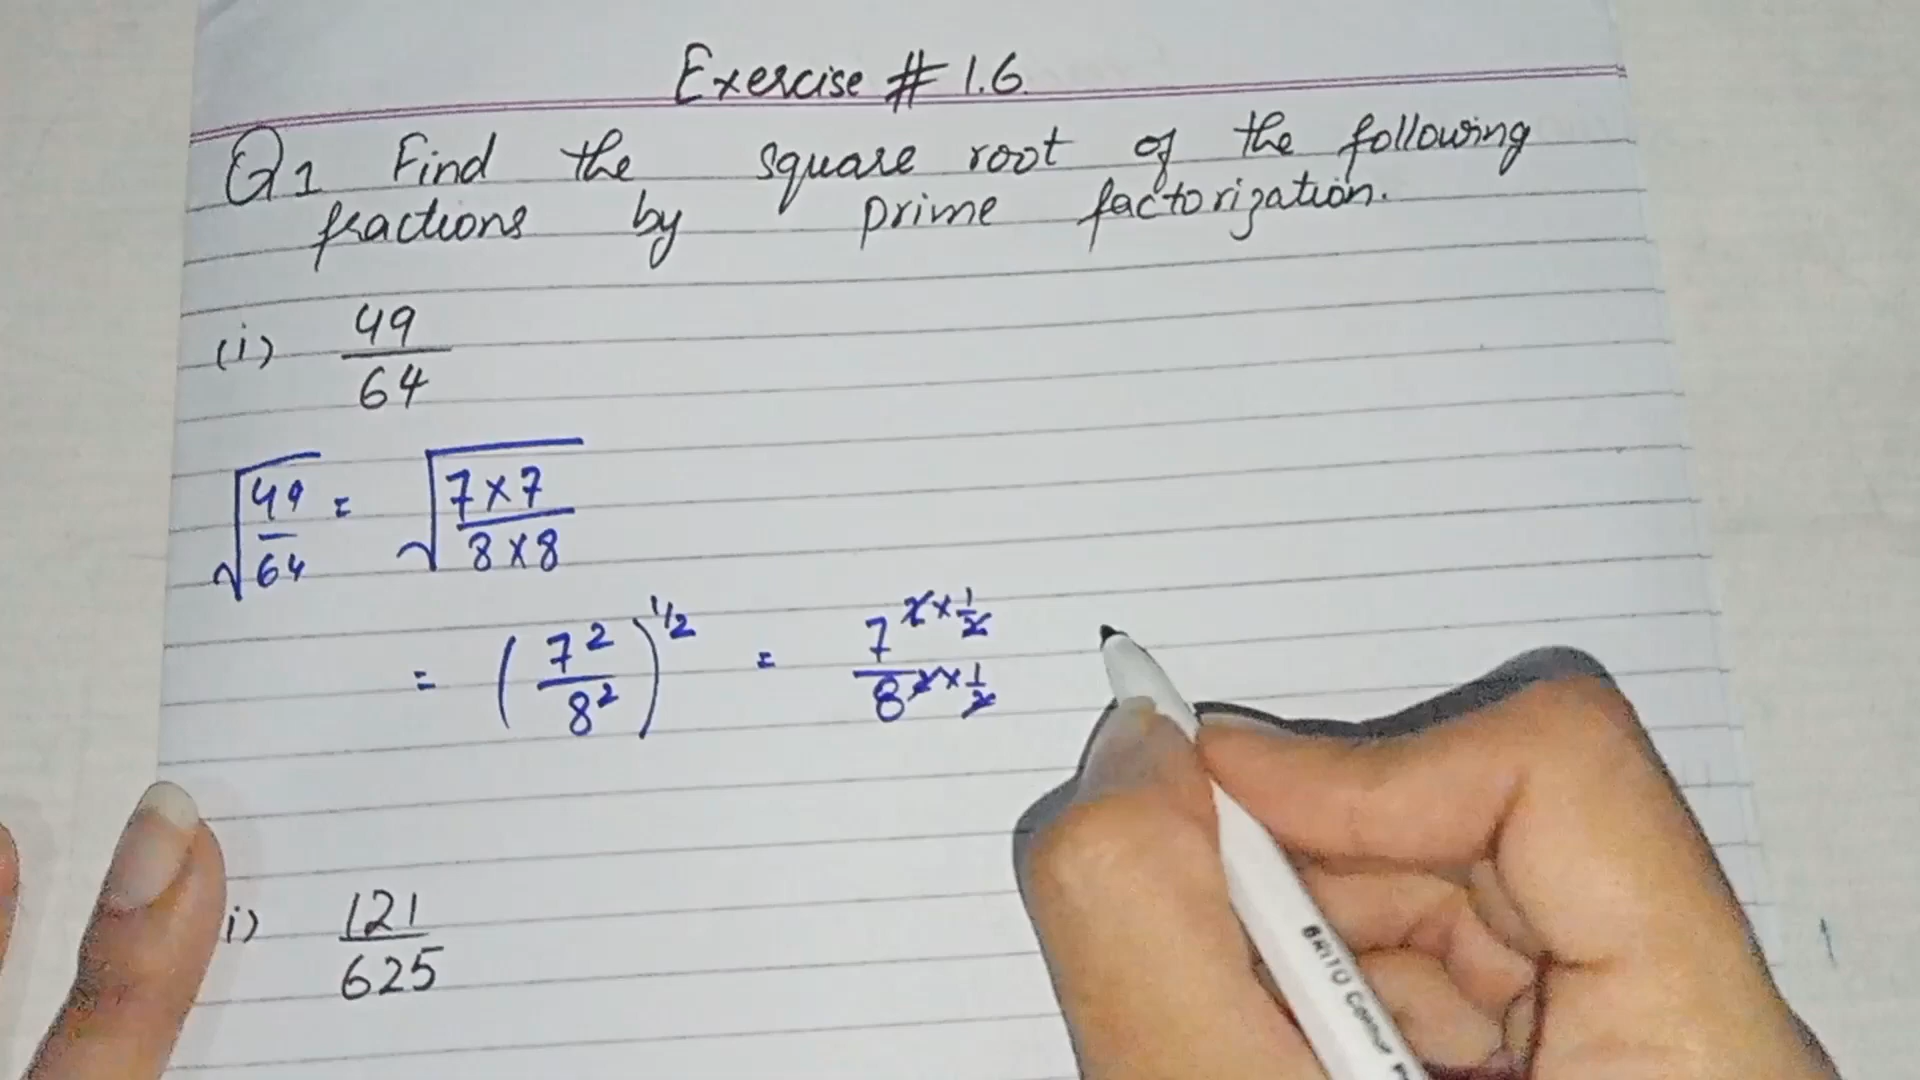 Exercise # 1.6
Q1 Find the square root of the following
fractions by prime factorization.
(i) 49/64
√(49/64) = √(7×7/8×8)
= (7²/8²)^1/2 = 7^(2×1/2)/8^(2×1/2)
i) 121/625
BRITO